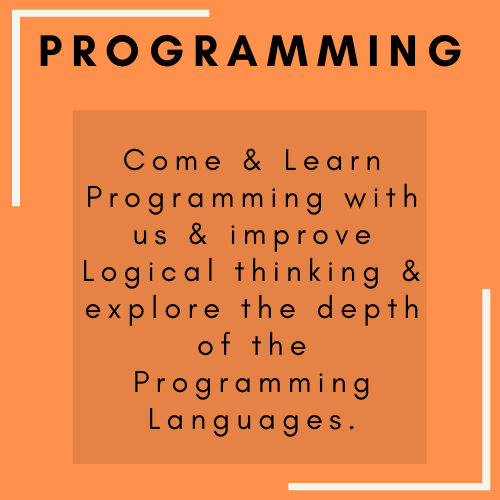 PROGRAMMING
Come & Learn
Programming with
us & improve
Logical thinking &
explore the depth
of the
Programming
Languages.